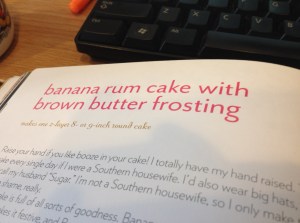 banana rum cake with
brown butter frosting
makes one 2-layer 8- or 9-inch round cake
Raise your hand if you like booze in your cake! I totally have my hand raised.
cake every single day if I were a Southern housewife. I'd also wear big hats,
call my husband "Sugar." I'm not a Southern housewife, so I only make
shame, really.
cake is full of all sorts of goodness. Banana